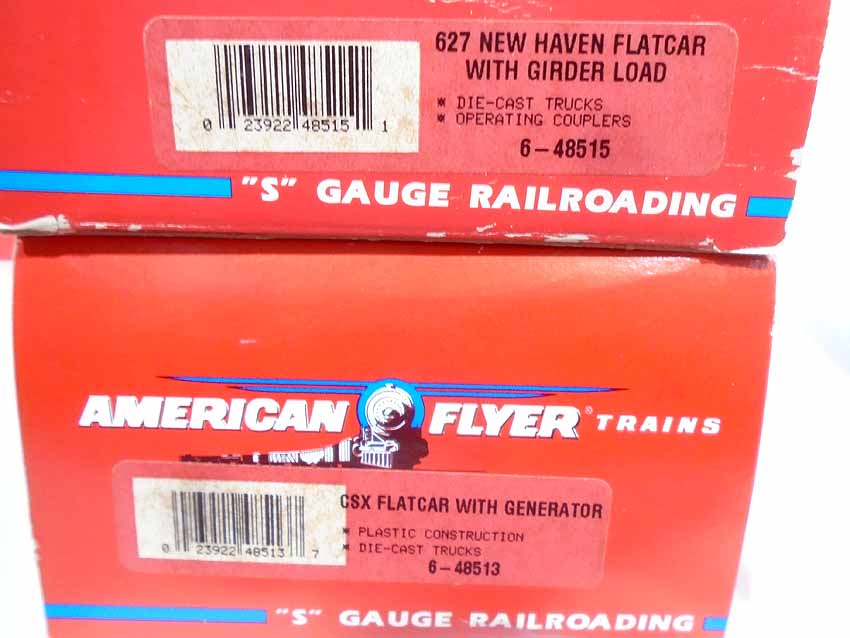 627 NEW HAVEN FLATCAR
WITH GIRDER LOAD
* DIE-CAST TRUCKS
* OPERATING COUPLERS
6-48515
0 23922 48515 1
"S" GAUGE RAILROADING
AMERICAN FLYER® TRAINS
CSX FLATCAR WITH GENERATOR
* PLASTIC CONSTRUCTION
* DIE-CAST TRUCKS
6-48513
0 23922 48513 7
"S" GAUGE RAILROADING